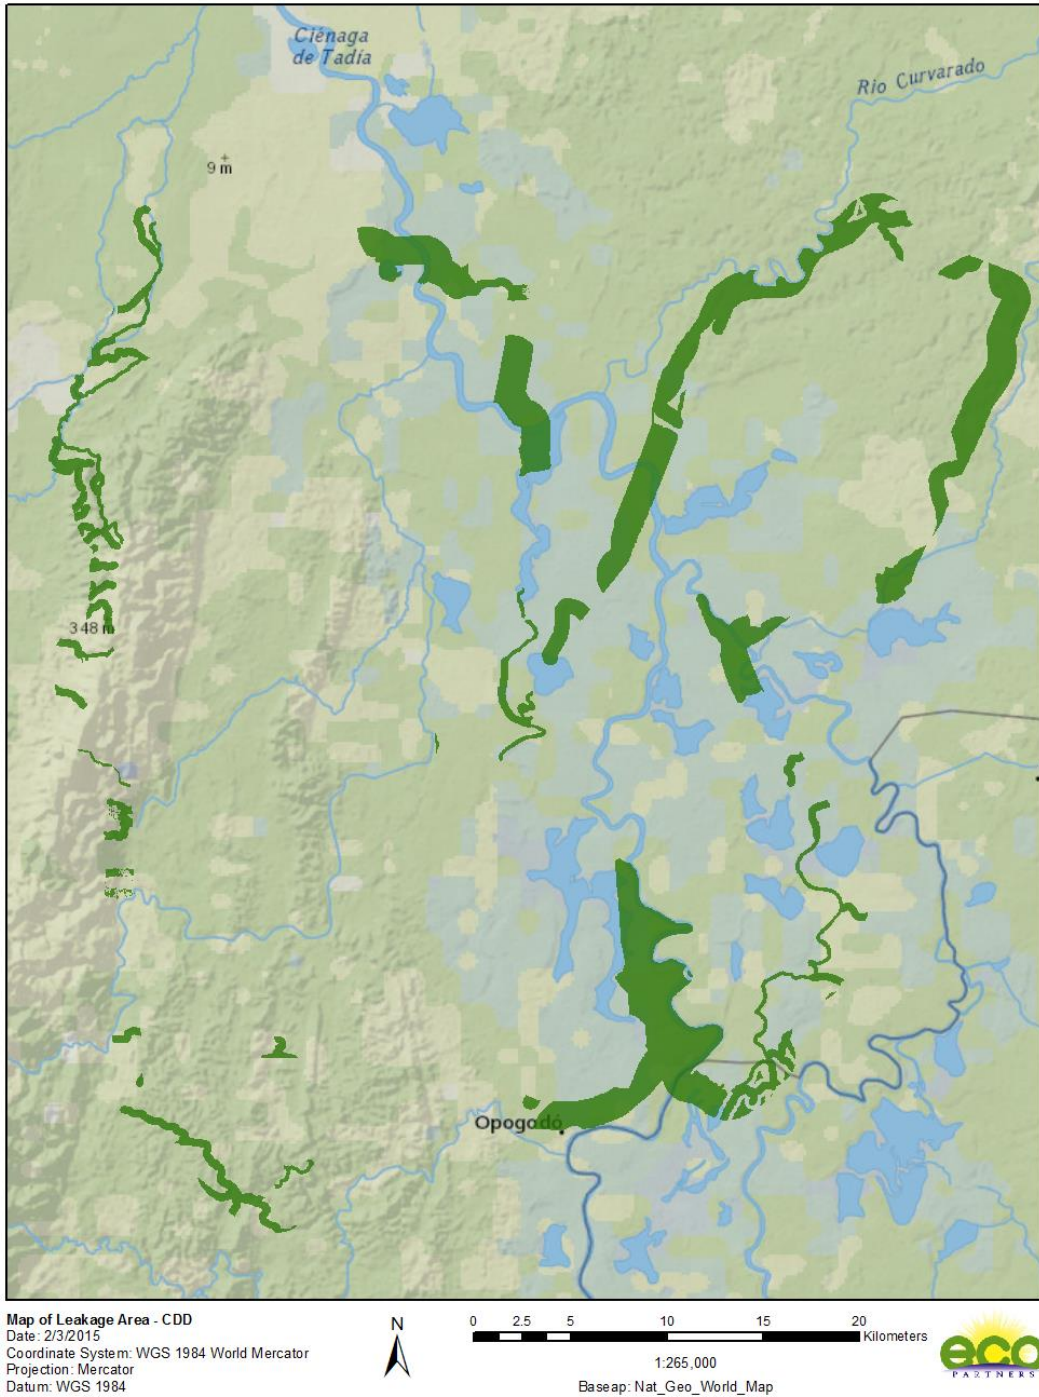 Ciénaga
de Tadía
Rio Curvarado
9 m
348 m
Opogodó
Map of Leakage Area - CDD
Date: 2/3/2015
Coordinate System: WGS 1984 World Mercator
Projection: Mercator
Datum: WGS 1984
N
0 2.5 5 10 15 20
Kilometers
1:265,000
Baseap: Nat_Geo_World_Map
eco
PARTNERS